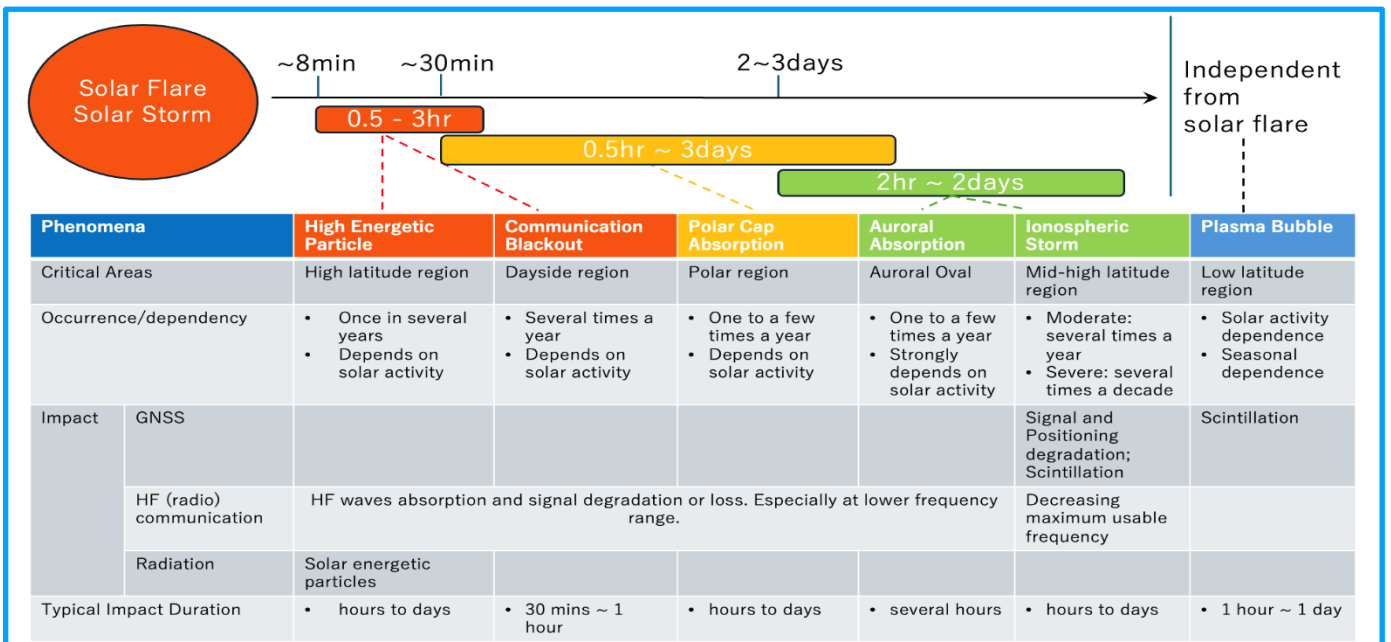 Solar Flare
Solar Storm
~8min
~30min
2~3days
Independent
from
solar flare
0.5 - 3hr
0.5hr ~ 3days
2hr ~ 2days
Phenomena
High Energetic
Particle
Communication
Blackout
Polar Cap
Absorption
Auroral
Absorption
Ionospheric
Storm
Plasma Bubble
Critical Areas
High latitude region
Dayside region
Polar region
Auroral Oval
Mid-high latitude
region
Low latitude
region
Occurrence/dependency
• Once in several
years
• Depends on
solar activity
• Several times a
year
• Depends on
solar activity
• One to a few
times a year
• Depends on
solar activity
• One to a few
times a year
• Strongly
depends on
solar activity
• Moderate:
several times a
year
• Severe: several
times a decade
• Solar activity
dependence
• Seasonal
dependence
Impact
GNSS
Signal and
Positioning
degradation;
Scintillation
Scintillation
HF (radio)
communication
HF waves absorption and signal degradation or loss. Especially at lower frequency
range.
Decreasing
maximum usable
frequency
Radiation
Solar energetic
particles
Typical Impact Duration
• hours to days
• 30 mins ~ 1
hour
• hours to days
• several hours
• hours to days
• 1 hour ~ 1 day